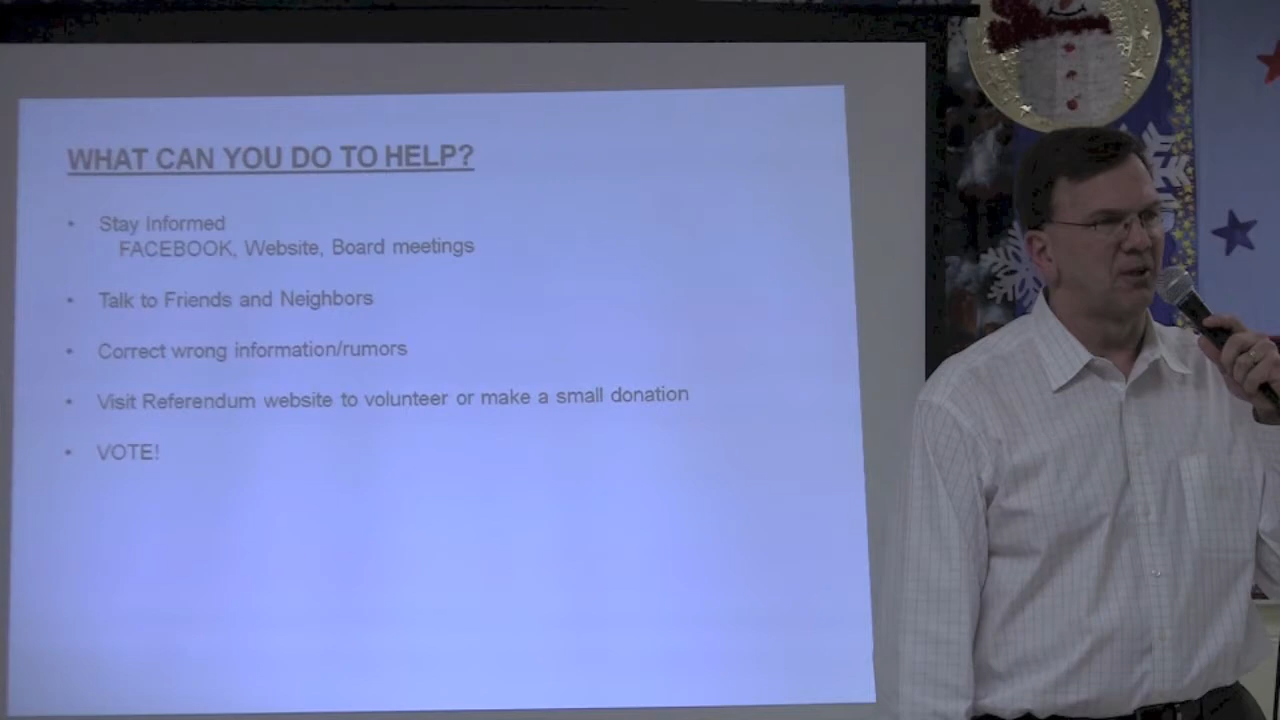 WHAT CAN YOU DO TO HELP?
• Stay Informed
FACEBOOK, Website, Board meetings
• Talk to Friends and Neighbors
• Correct wrong information/rumors
• Visit Referendum website to volunteer or make a small donation
• VOTE!